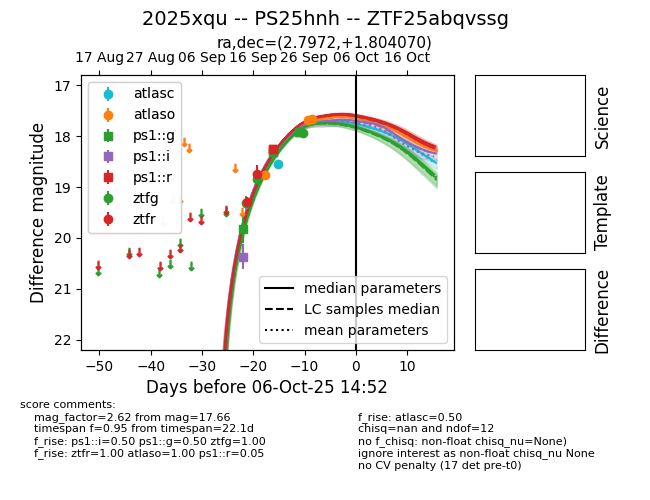 2025xqu -- PS25hnh -- ZTF25abqvssg
ra,dec=(2.7972,+1.804070)
17 Aug 27 Aug 06 Sep 16 Sep 26 Sep 06 Oct 16 Oct
17
18
19
20
21
22
Difference magnitude
atlasc
atlaso
ps1::g
ps1::i
ps1::r
ztfg
ztfr
median parameters
LC samples median
mean parameters
−50 −40 −30 −20 −10 0 10
Days before 06-Oct-25 14:52
Science
Template
Difference
score comments:
mag_factor=2.62 from mag=17.66
timespan f=0.95 from timespan=22.1d
f_rise: ps1::i=0.50 ps1::g=0.50 ztfg=1.00
f_rise: ztfr=1.00 atlaso=1.00 ps1::r=0.05
f_rise: atlasc=0.50
chisq=nan and ndof=12
no f_chisq: non-float chisq_nu=None)
ignore interest as non-float chisq_nu None
no CV penalty (17 det pre-t0)